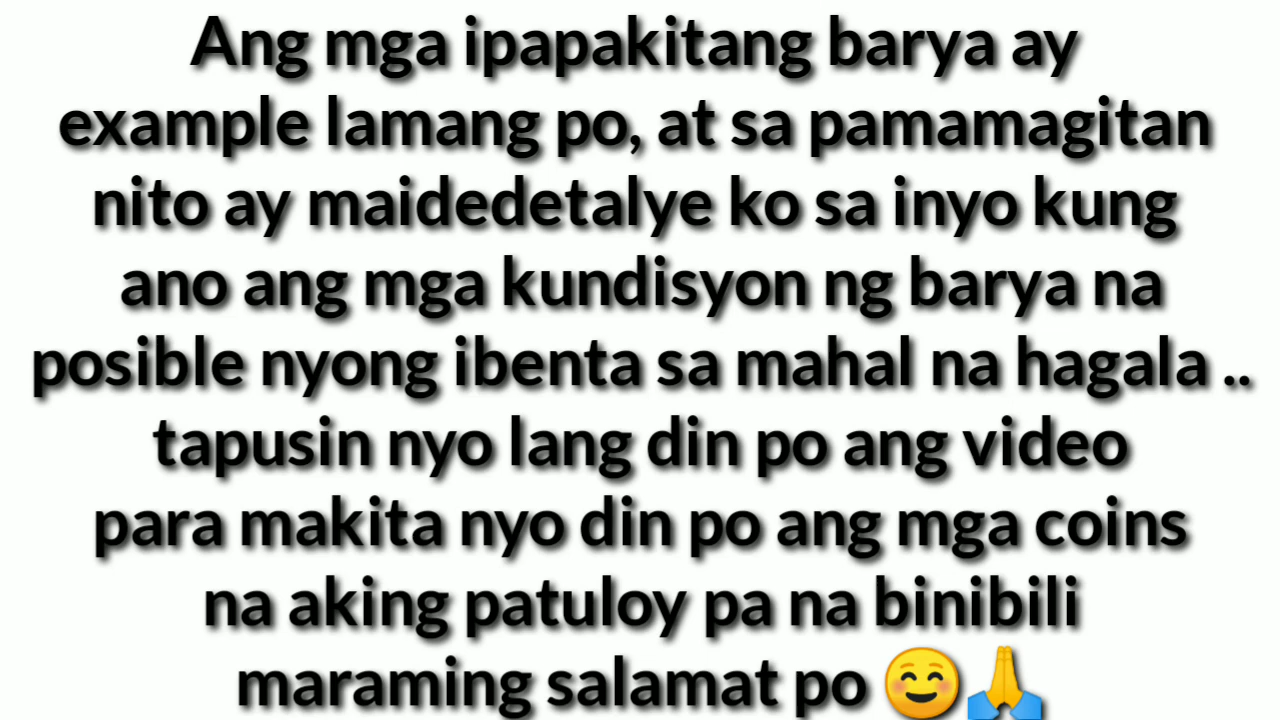 Ang mga ipapakitang barya ay
example lamang po, at sa pamamagitan
nito ay maidedetalye ko sa inyo kung
ano ang mga kundisyon ng barya na
posible nyong ibenta sa mahal na hagala ..
tapusin nyo lang din po ang video
para makita nyo din po ang mga coins
na aking patuloy pa na binibili
maraming salamat po ☺️🙏